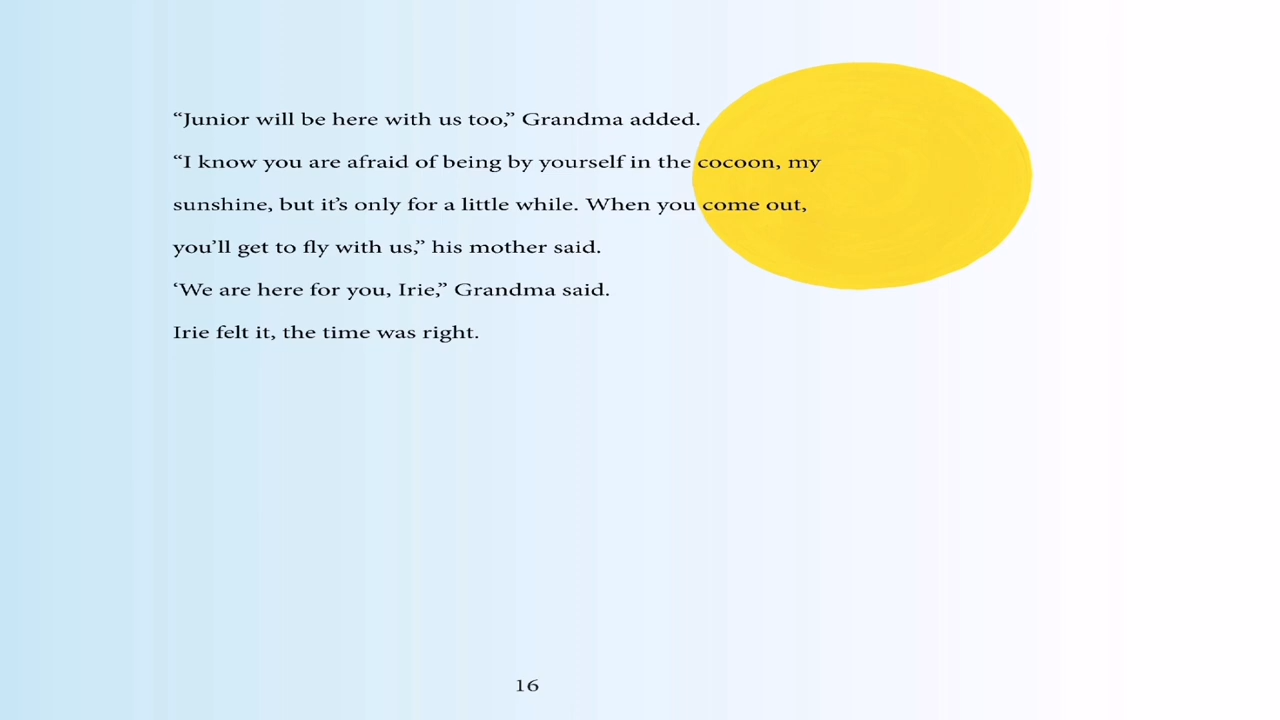 “Junior will be here with us too,” Grandma added.
“I know you are afraid of being by yourself in the cocoon, my
sunshine, but it’s only for a little while. When you come out,
you’ll get to fly with us,” his mother said.
‘We are here for you, Irie,” Grandma said.
Irie felt it, the time was right.
16